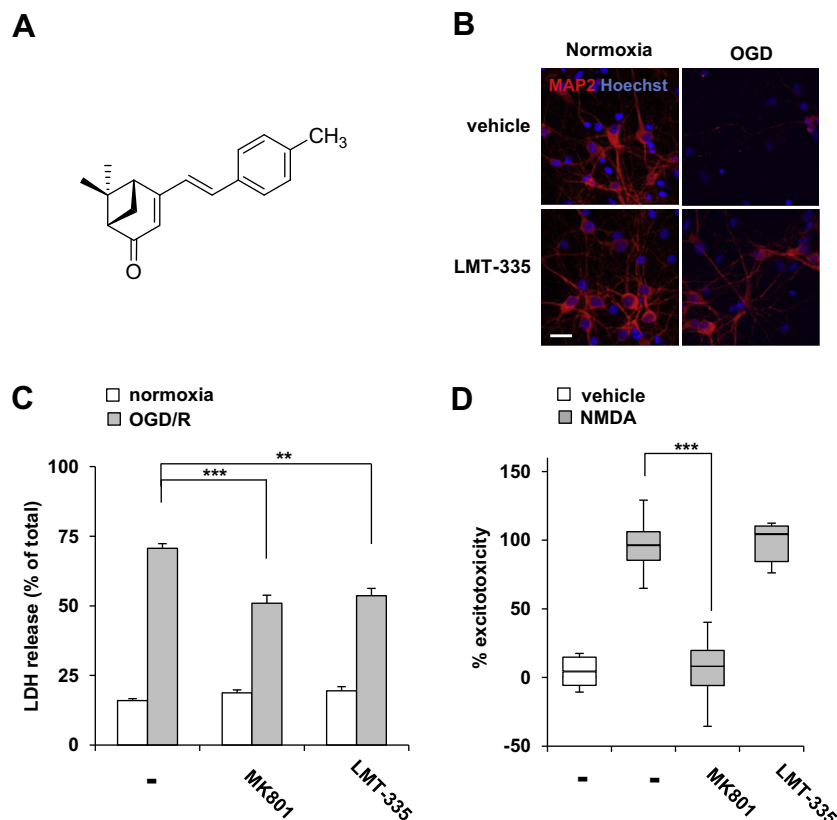 A
CH3
O
B
Normoxia OGD
MAP2 Hoechst
vehicle
LMT-335
C
normoxia
OGD/R
***
**
LDH release (% of total)
100
75
50
25
0
-
MK801
LMT-335
D
vehicle
NMDA
***
% excitotoxicity
150
100
50
0
-50
-
-
MK801
LMT-335